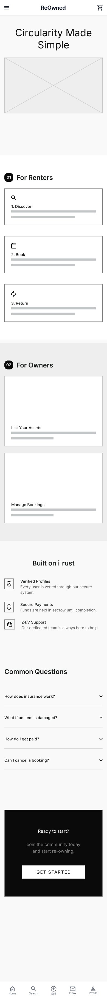 ReOwned
Circularity Made
Simple
01 For Renters
1. Discover
2. Book
3. Return
02 For Owners
List Your Assets
Manage Bookings
Built on i rust
Verified Profiles
Every user is vetted through our secure
system.
Secure Payments
Funds are held in escrow until completion.
24/7 Support
Our dedicated team is always here to help.
Common Questions
How does insurance work?
What if an item is damaged?
How do I get paid?
Can I cancel a booking?
Ready to start?
ooin the community today
and start re-owning.
GET STARTED
Home Search Sell Inbox Profile